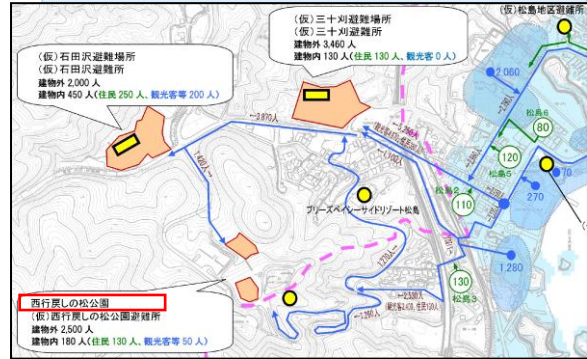 (仮)松島地区避難所
(仮)三十刈避難場所
(仮)三十刈避難所
建物外 3,460 人
建物内 130 人(住民 130 人、観光客 0 人)
(仮)石田沢避難場所
(仮)石田沢避難所
建物外 2,000 人
建物内 450 人(住民 250 人、観光客等 200 人)
2,060
松島6
80
←2,870 人
120
松島5
270
1,420人→
松島2
110
ブリーズベイシーサイドリゾート松島
1,280
130
松島3
西行戻しの松公園
(仮)西行戻しの松公園避難所
建物外 2,500 人
建物内 180 人(住民 130 人、観光客等 50 人)